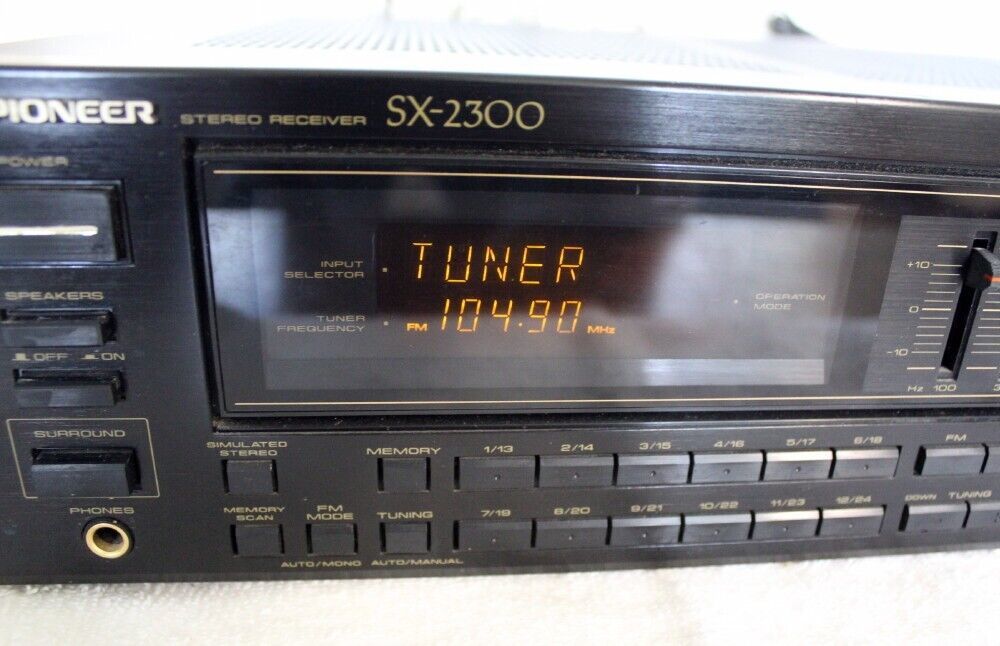 PIONEER STEREO RECEIVER SX-2300
POWER
INPUT SELECTOR
TUNER
TUNER FREQUENCY
FM 104.90 MHz
OPERATION MODE
+10
0
-10
Hz 100
SPEAKERS
OFF ON
SURROUND
PHONES
SIMULATED STEREO
MEMORY
1/13 2/14 3/15 4/16 5/17 6/18
FM
MEMORY SCAN
FM MODE
TUNING
7/19 8/20 9/21 10/22 11/23 12/24
DOWN TUNING
AUTO/MONO AUTO/MANUAL